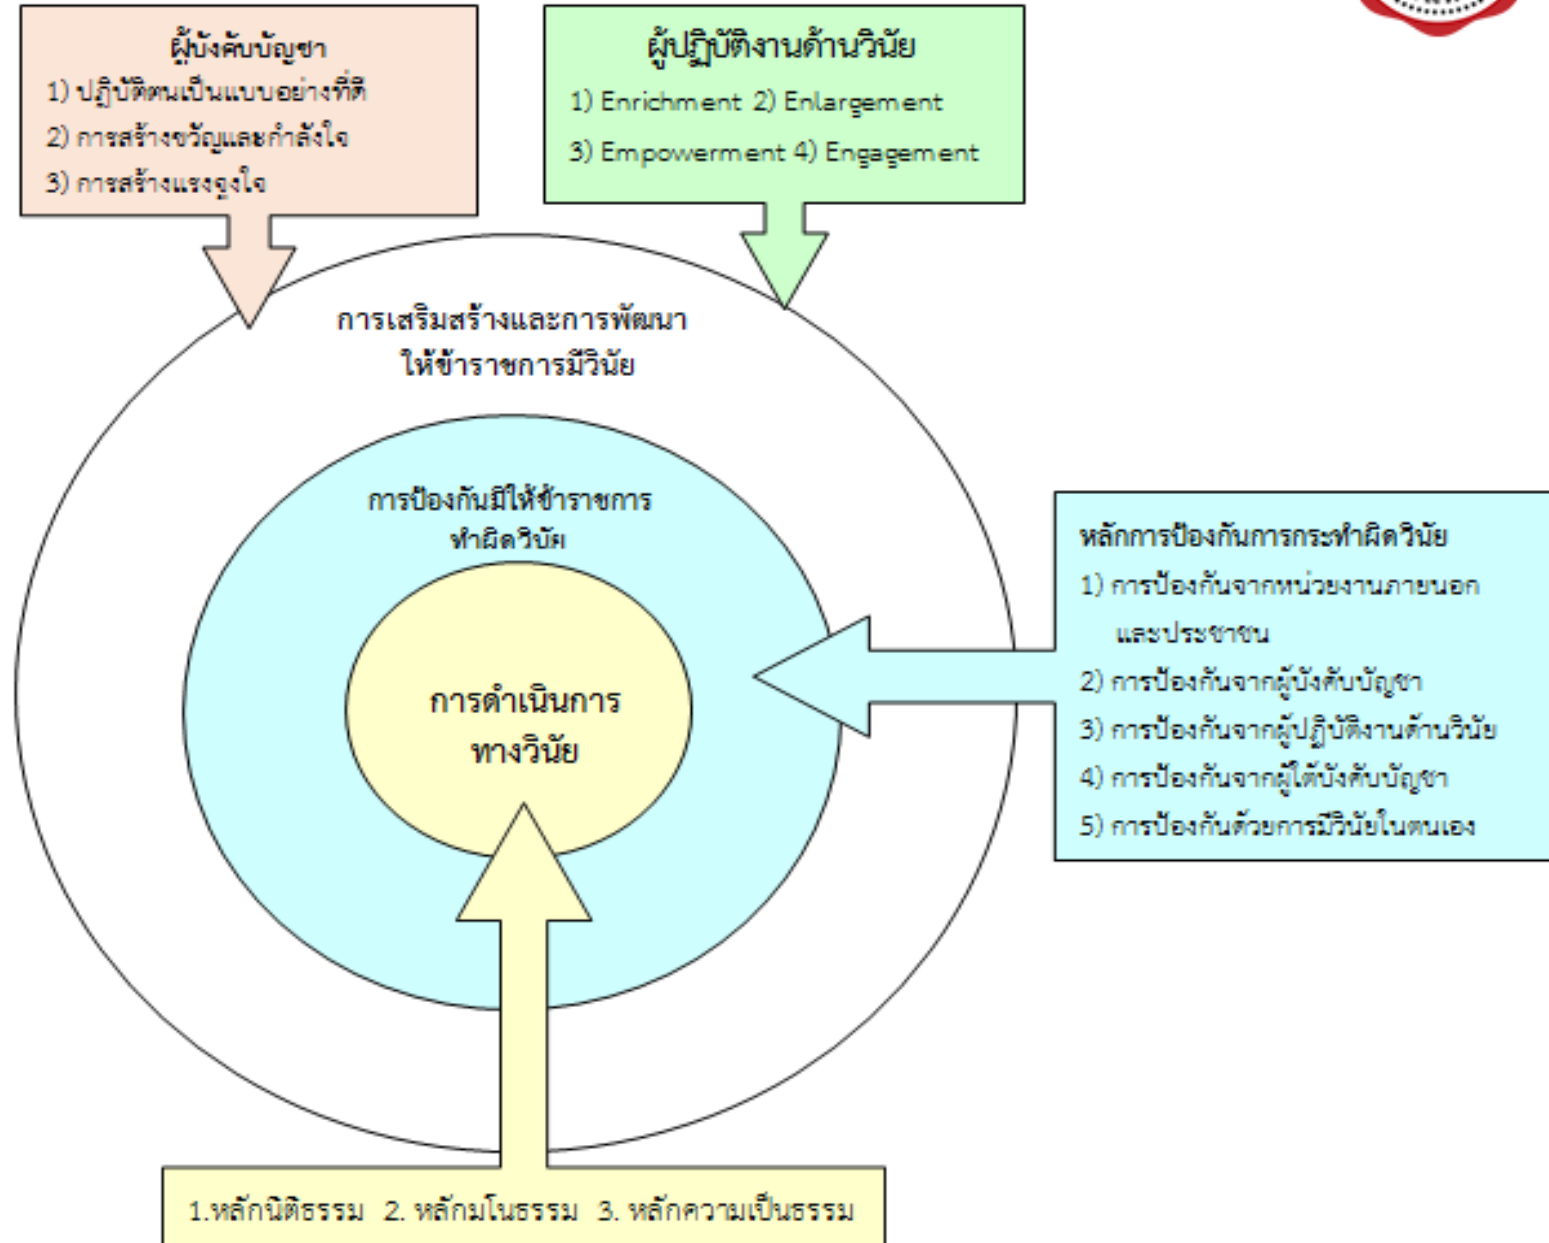 ผู้บังคับบัญชา
1) ปฏิบัติตนเป็นแบบอย่างที่ดี
2) การสร้างขวัญและกำลังใจ
3) การสร้างแรงจูงใจ
ผู้ปฏิบัติงานด้านวินัย
1) Enrichment 2) Enlargement
3) Empowerment 4) Engagement
การเสริมสร้างและการพัฒนา
ให้ข้าราชการมีวินัย
การป้องกันมิให้ข้าราชการ
ทำผิดวินัย
การดำเนินการ
ทางวินัย
หลักการป้องกันการกระทำผิดวินัย
1) การป้องกันจากหน่วยงานภายนอก
และประชาชน
2) การป้องกันจากผู้บังคับบัญชา
3) การป้องกันจากผู้ปฏิบัติงานด้านวินัย
4) การป้องกันจากผู้ใต้บังคับบัญชา
5) การป้องกันด้วยการมีวินัยในตนเอง
1.หลักนิติธรรม 2. หลักมโนธรรม 3. หลักความเป็นธรรม